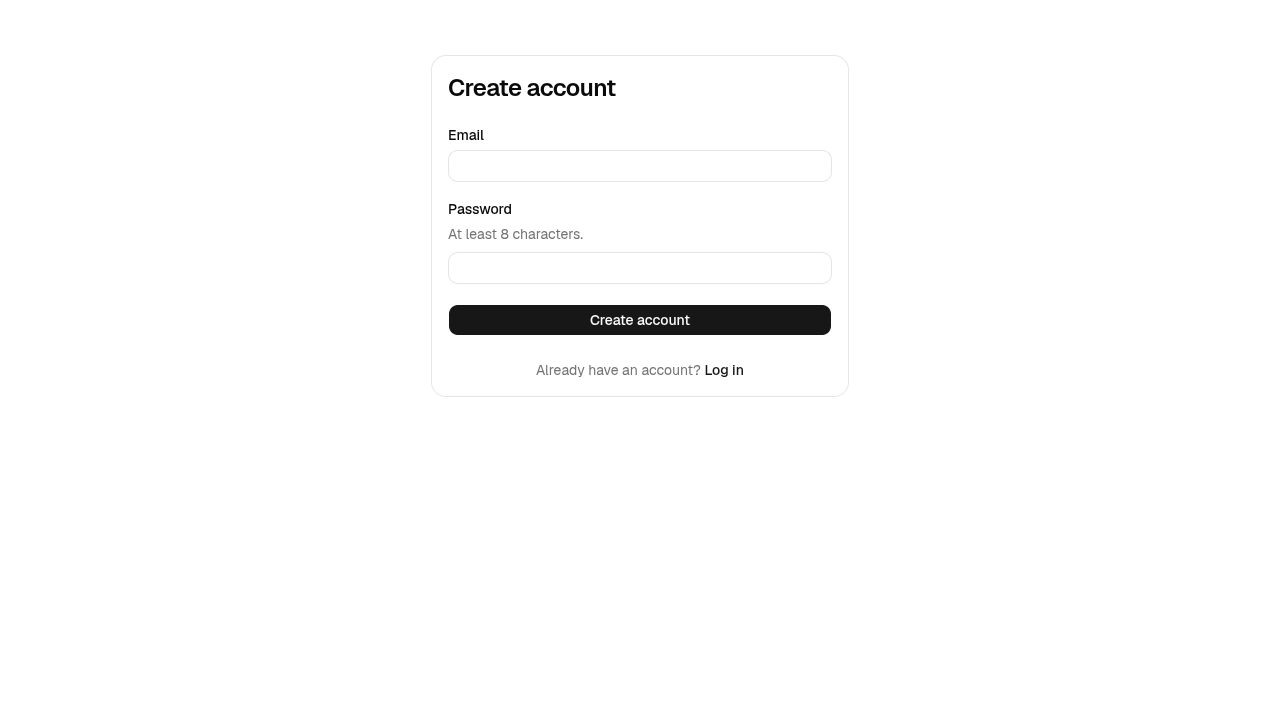 Create account
Email
Password
At least 8 characters.
Create account
Already have an account? Log in